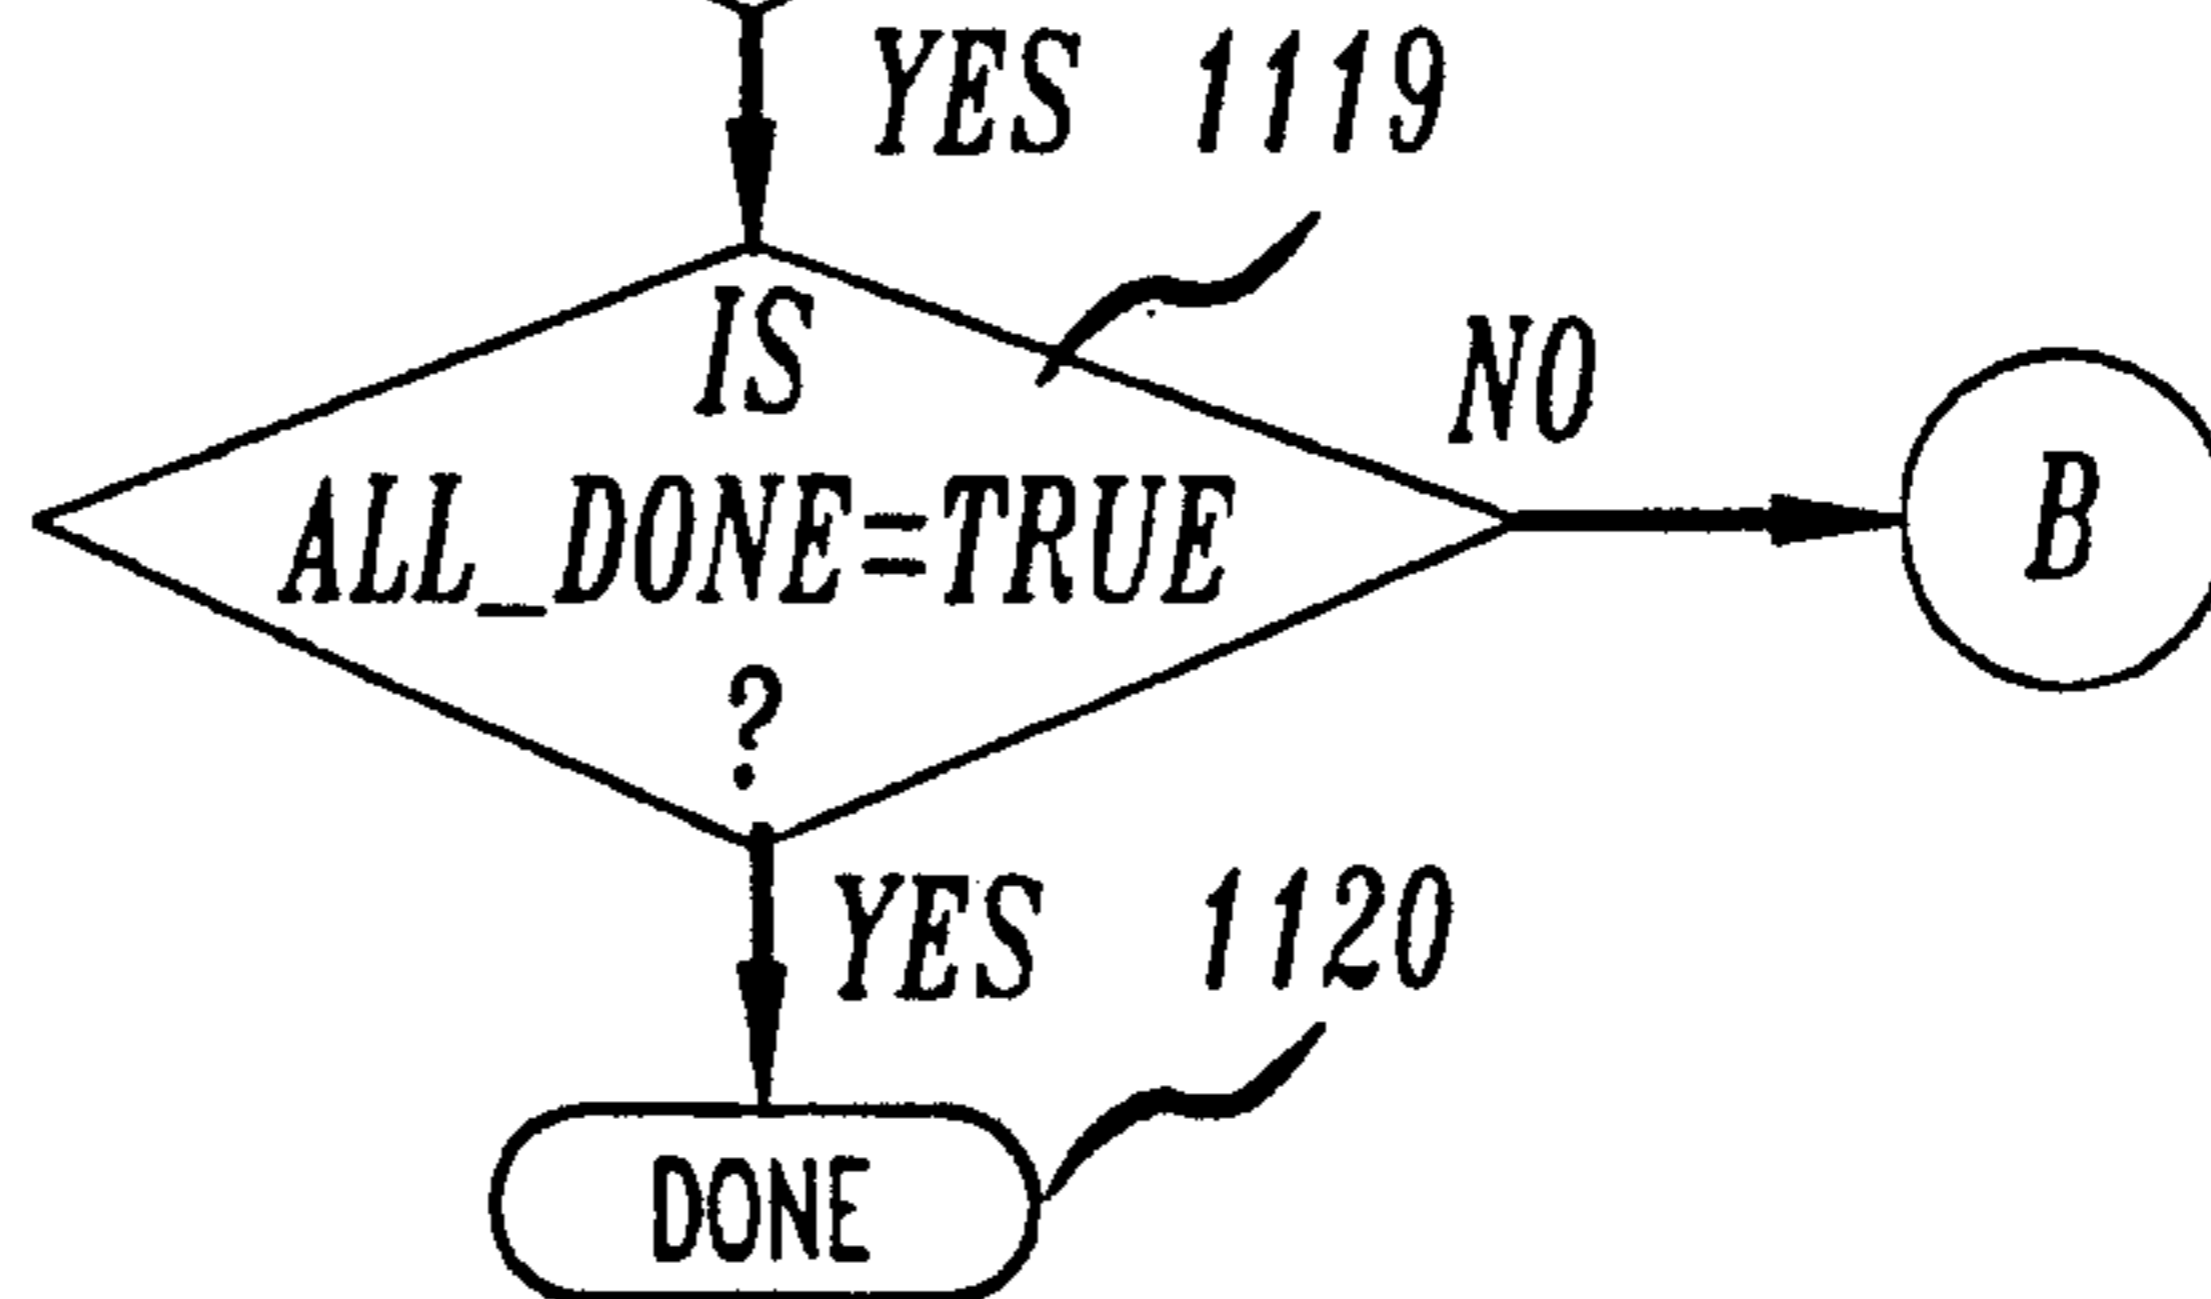 YES 1119
IS
NO
ALL_DONE=TRUE
B
?
YES 1120
DONE